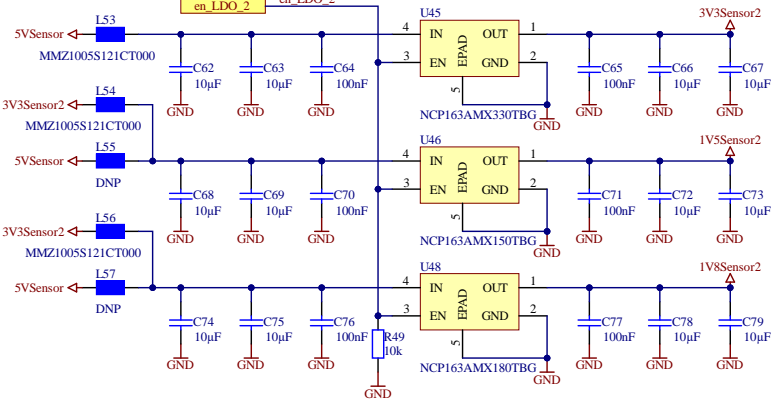 en_LDO_2
en_LDO_2
L53
5VSensor
MMZ1005S121CT000
C62
10µF
GND
C63
10µF
GND
C64
100nF
GND
U45
4
IN
OUT
1
3
EN
EPAD
GND
2
5
NCP163AMX330TBG
GND
3V3Sensor2
C65
100nF
GND
C66
10µF
GND
C67
10µF
GND
L54
3V3Sensor2
MMZ1005S121CT000
L55
5VSensor
DNP
C68
10µF
GND
C69
10µF
GND
C70
100nF
GND
U46
4
IN
OUT
1
3
EN
EPAD
GND
2
5
NCP163AMX150TBG
GND
1V5Sensor2
C71
100nF
GND
C72
10µF
GND
C73
10µF
GND
L56
3V3Sensor2
MMZ1005S121CT000
L57
5VSensor
DNP
C74
10µF
GND
C75
10µF
GND
C76
100nF
GND
R49
10k
GND
U48
4
IN
OUT
1
3
EN
EPAD
GND
2
5
NCP163AMX180TBG
GND
1V8Sensor2
C77
100nF
GND
C78
10µF
GND
C79
10µF
GND